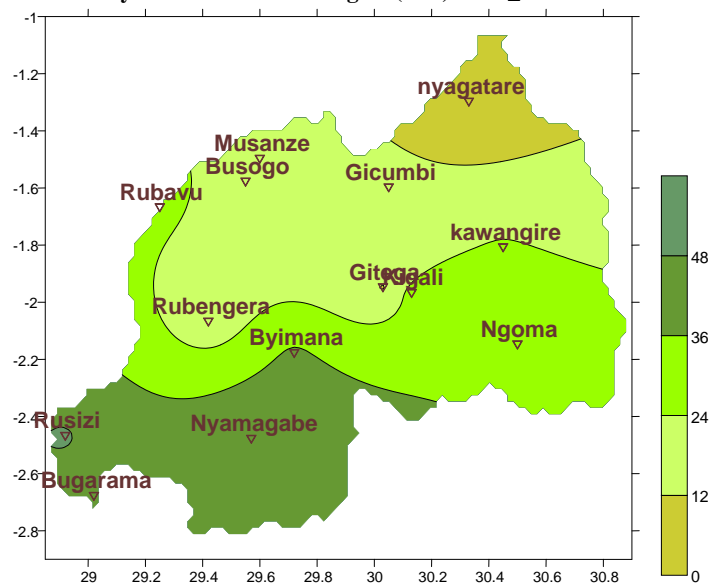 -1
-1.2
-1.4
-1.6
-1.8
-2
-2.2
-2.4
-2.6
-2.8
nyagatare
Musanze
Busogo
Gicumbi
Rubavu
kawangire
Gitega
Kigali
Rubengera
Byimana
Ngoma
Rusizi
Nyamagabe
Bugarama
29
29.2
29.4
29.6
29.8
30
30.2
30.4
30.6
30.8
48
36
24
12
0